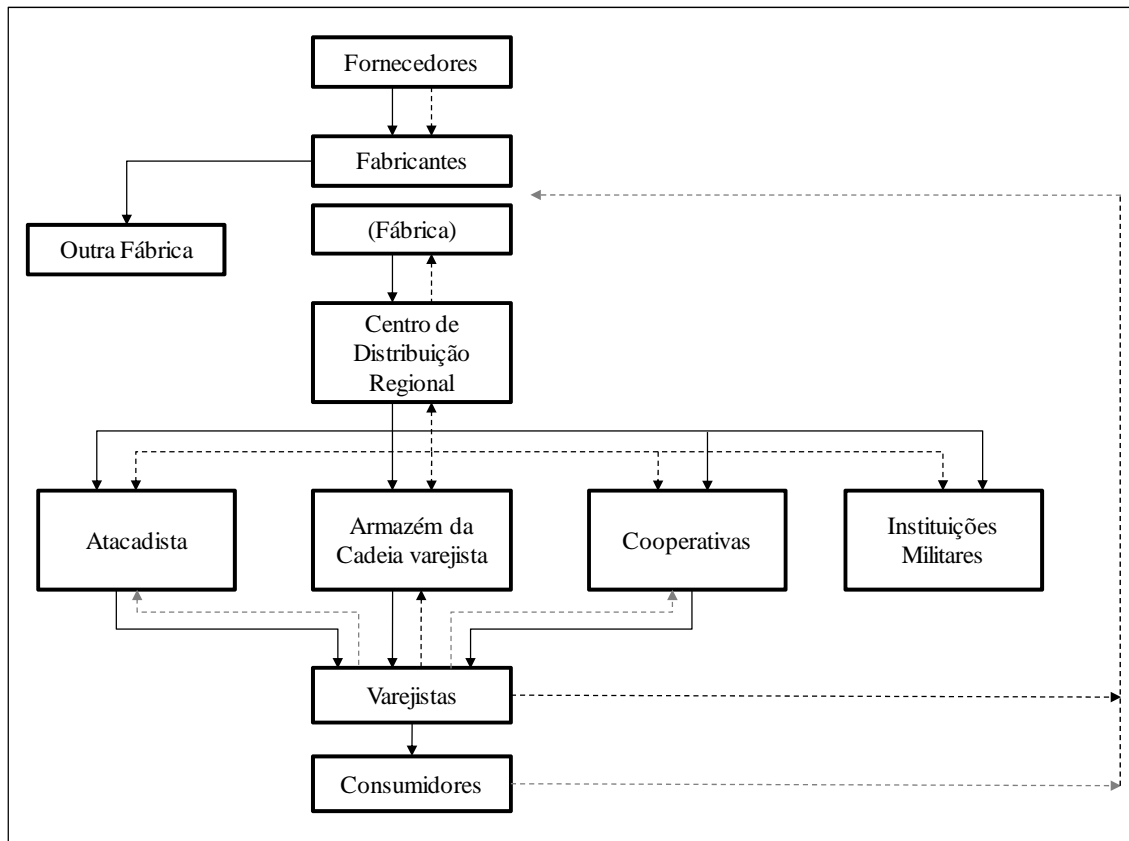 Fornecedores
Fabricantes
(Fábrica)
Outra Fábrica
Centro de
Distribuição
Regional
Atacadista
Armazém da
Cadeia varejista
Cooperativas
Instituições
Militares
Varejistas
Consumidores